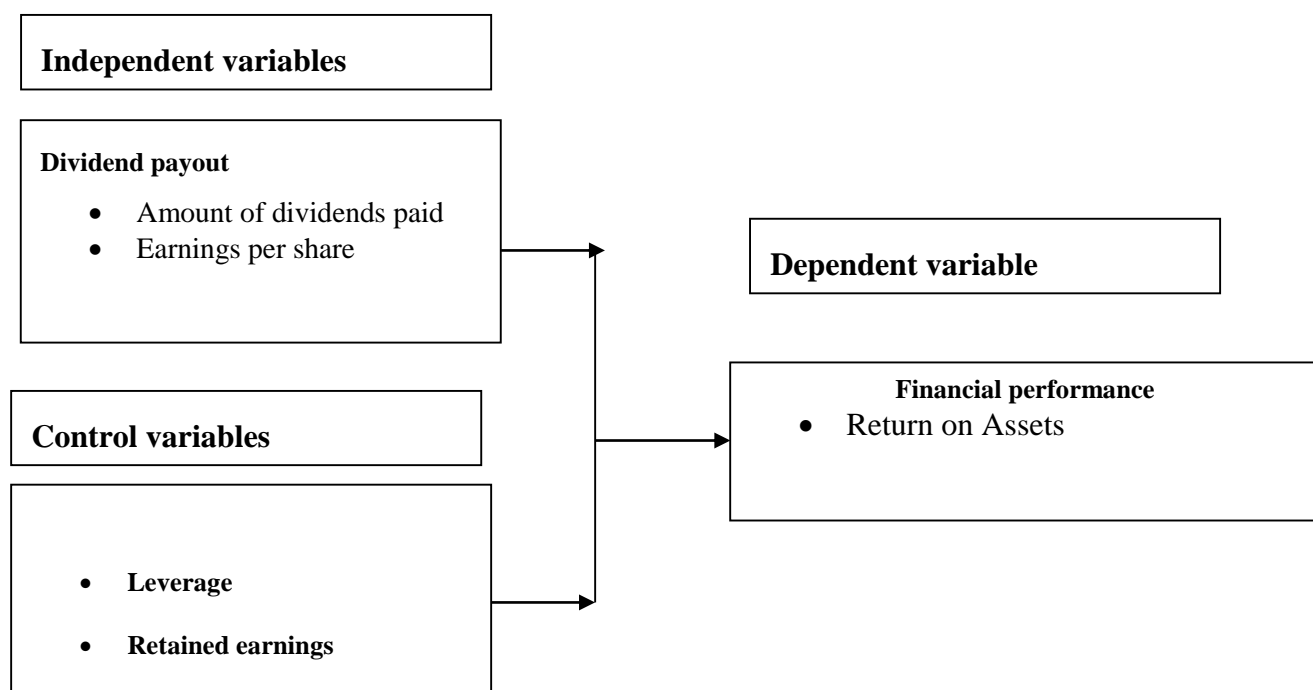 Independent variables
Dividend payout
• Amount of dividends paid
• Earnings per share
Dependent variable
Financial performance
• Return on Assets
Control variables
• Leverage
• Retained earnings